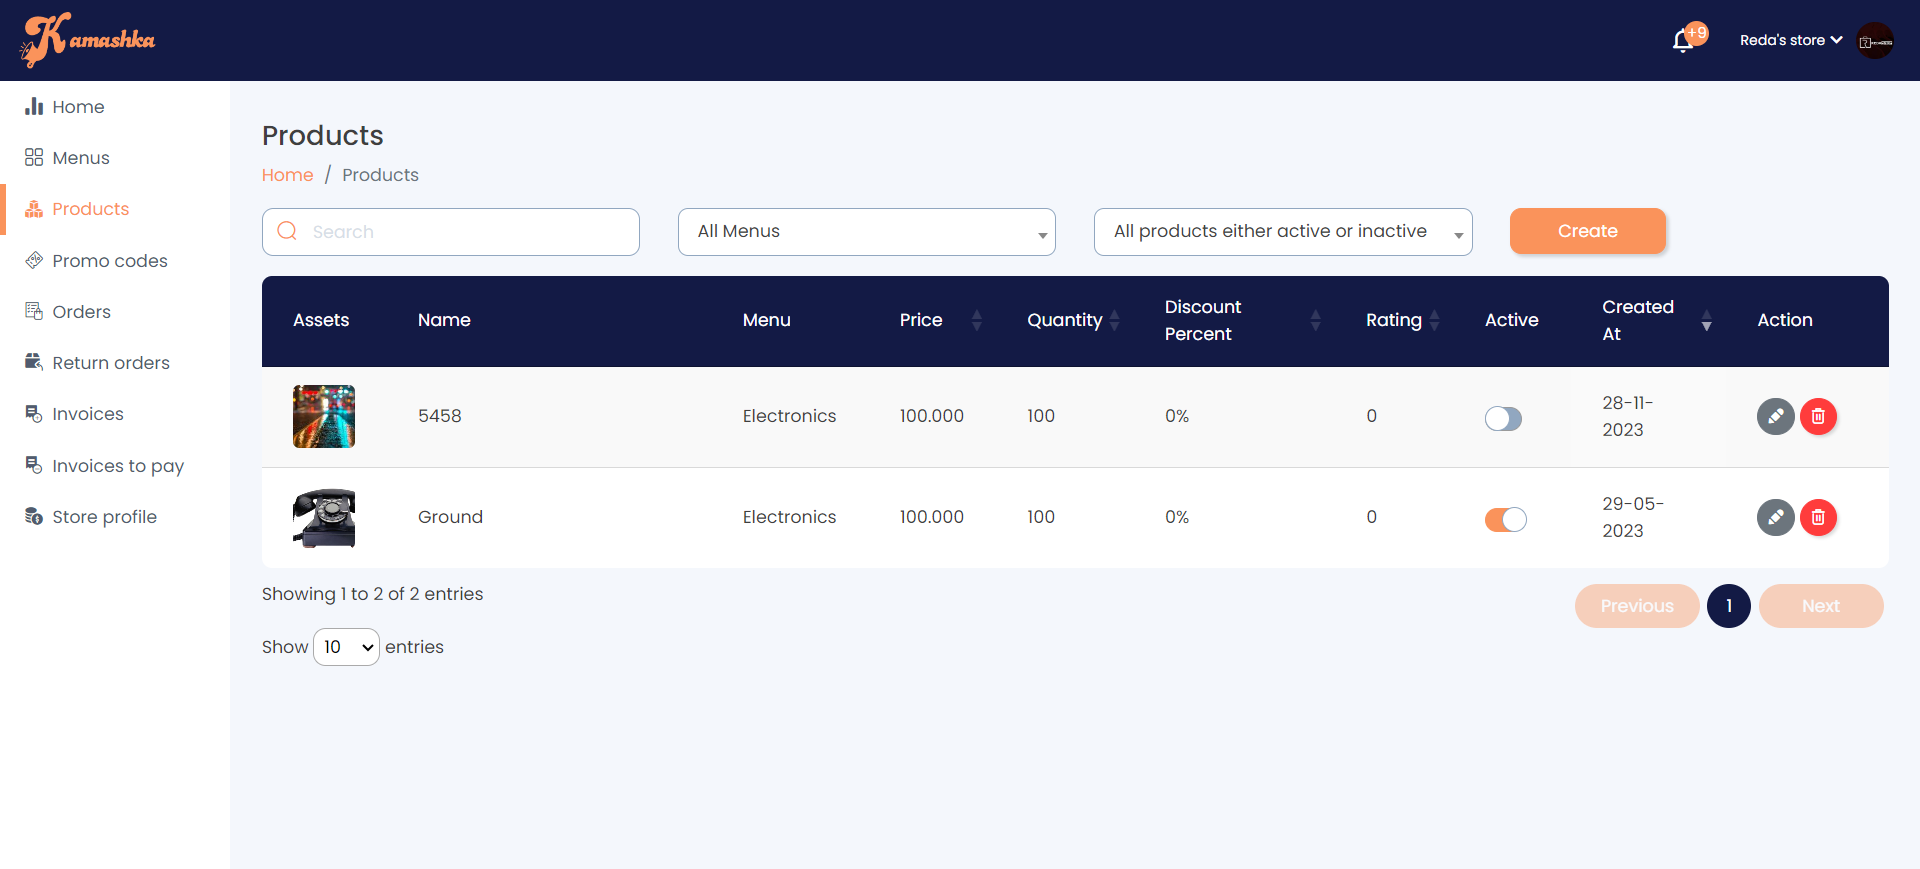 Kamashka
+9
Reda's store
Home
Menus
Products
Promo codes
Orders
Return orders
Invoices
Invoices to pay
Store profile
Products
Home / Products
Search
All Menus
All products either active or inactive
Create
Assets Name Menu Price Quantity Discount Percent Rating Active Created At Action
5458 Electronics 100.000 100 0% 0 28-11-2023
Ground Electronics 100.000 100 0% 0 29-05-2023
Showing 1 to 2 of 2 entries
Previous 1 Next
Show 10 entries